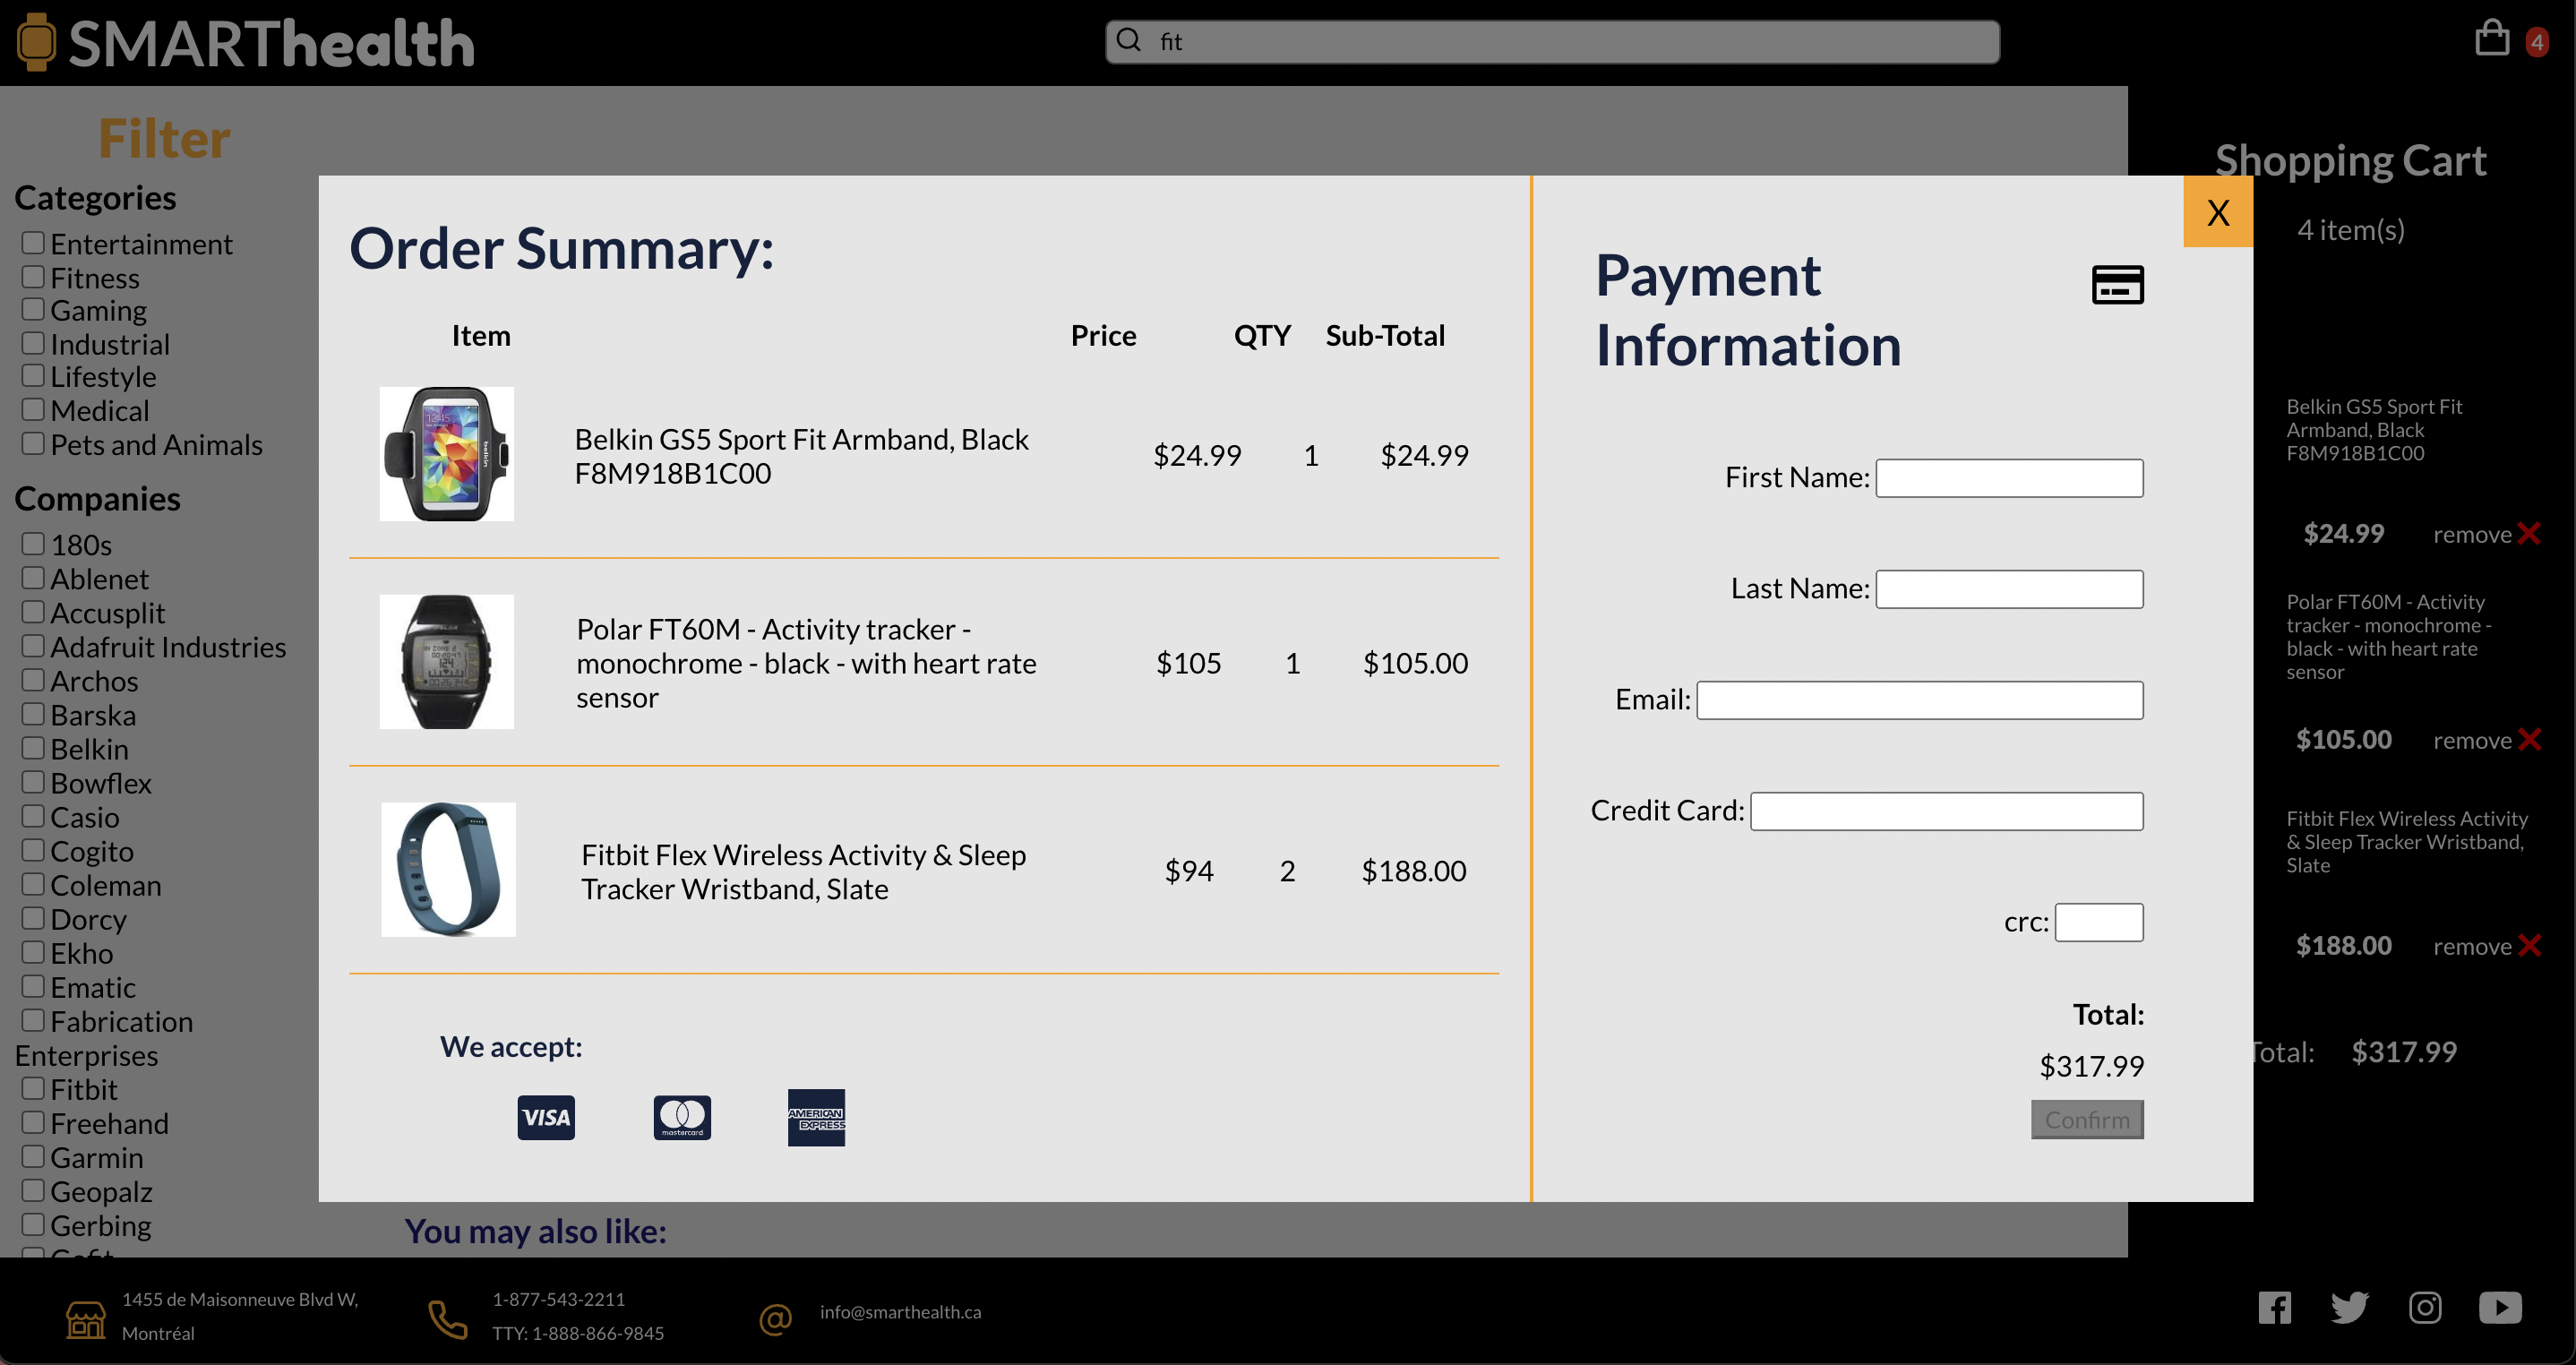 SMARThealth
fit
4
Filter
Categories
Entertainment
Fitness
Gaming
Industrial
Lifestyle
Medical
Pets and Animals
Companies
180s
Ablenet
Accusplit
Adafruit Industries
Archos
Barska
Belkin
Bowflex
Casio
Cogito
Coleman
Dorcy
Ekho
Ematic
Fabrication
Enterprises
Fitbit
Freehand
Garmin
Geopalz
Gerbing
Order Summary:
Item Price QTY Sub-Total
Belkin GS5 Sport Fit Armband, Black
F8M918B1C00
$24.99 1 $24.99
Polar FT60M - Activity tracker -
monochrome - black - with heart rate
sensor
$105 1 $105.00
Fitbit Flex Wireless Activity & Sleep
Tracker Wristband, Slate
$94 2 $188.00
We accept:
VISA
mastercard
AMERICAN
EXPRESS
X
Payment
Information
First Name:
Last Name:
Email:
Credit Card:
crc:
Total:
$317.99
Confirm
Shopping Cart
4 item(s)
Belkin GS5 Sport Fit
Armband, Black
F8M918B1C00
$24.99 remove
Polar FT60M - Activity
tracker - monochrome -
black - with heart rate
sensor
$105.00 remove
Fitbit Flex Wireless Activity
& Sleep Tracker Wristband,
Slate
$188.00 remove
Total: $317.99
You may also like:
1455 de Maisonneuve Blvd W,
Montréal
1-877-543-2211
TTY: 1-888-866-9845
info@smarthealth.ca